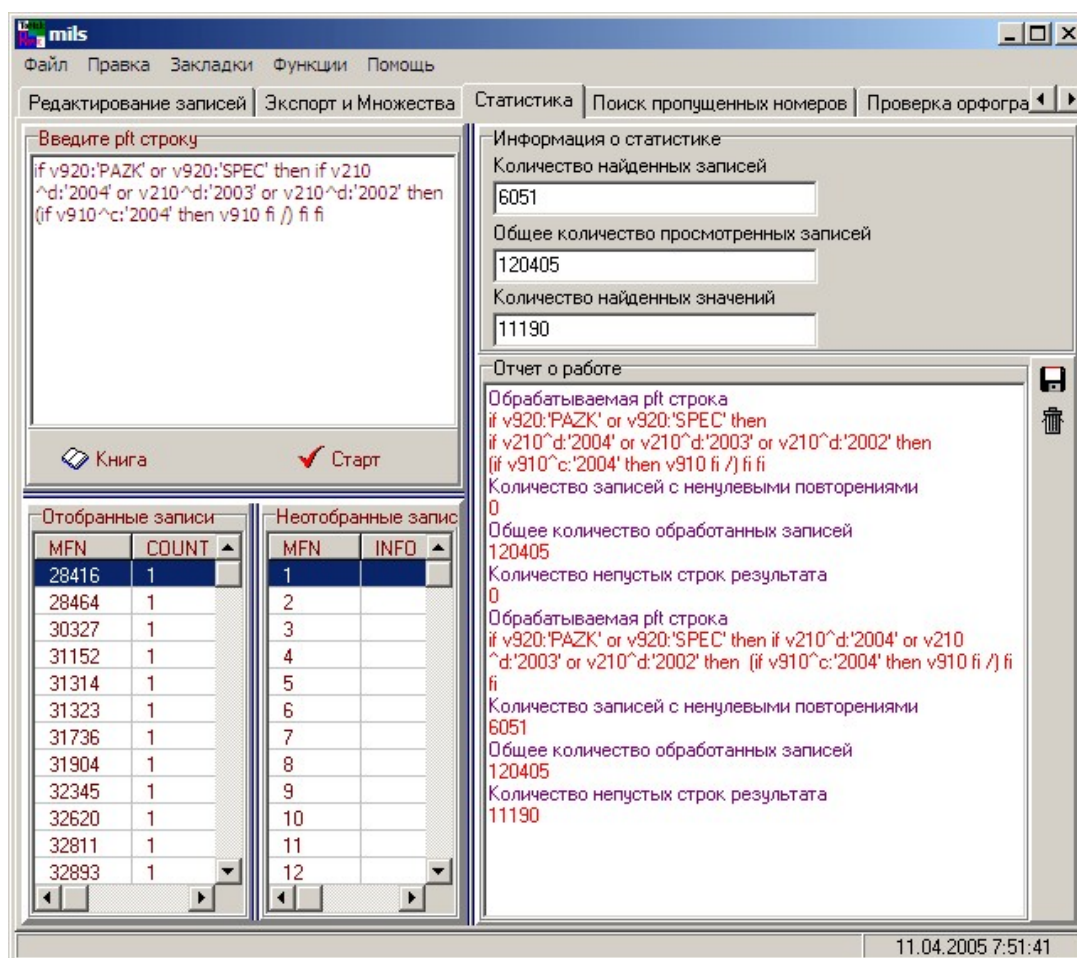 mils
Файл Правка Закладки Функции Помощь
Редактирование записей Экспорт и Множества Статистика Поиск пропущенных номеров Проверка орфогра
Введите pft строку
if v920:'PAZK' or v920:'SPEC' then if v210
^d:'2004' or v210^d:'2003' or v210^d:'2002' then
(if v910^c:'2004' then v910 fi /) fi fi
Книга Старт
Информация о статистике
Количество найденных записей
6051
Общее количество просмотренных записей
120405
Количество найденных значений
11190
Отобранные записи
MFN COUNT
28416 1
28464 1
30327 1
31152 1
31314 1
31323 1
31736 1
31904 1
32345 1
32620 1
32811 1
32893 1
Неотобранные запис
MFN INFO
1
2
3
4
5
6
7
8
9
10
11
12
Отчет о работе
Обрабатываемая pft строка
if v920:'PAZK' or v920:'SPEC' then
if v210^d:'2004' or v210^d:'2003' or v210^d:'2002' then
(if v910^c:'2004' then v910 fi /) fi fi
Количество записей с ненулевыми повторениями
0
Общее количество обработанных записей
120405
Количество непустых строк результата
0
Обрабатываемая pft строка
if v920:'PAZK' or v920:'SPEC' then if v210^d:'2004' or v210
^d:'2003' or v210^d:'2002' then (if v910^c:'2004' then v910 fi /) fi
fi
Количество записей с ненулевыми повторениями
6051
Общее количество обработанных записей
120405
Количество непустых строк результата
11190
11.04.2005 7:51:41